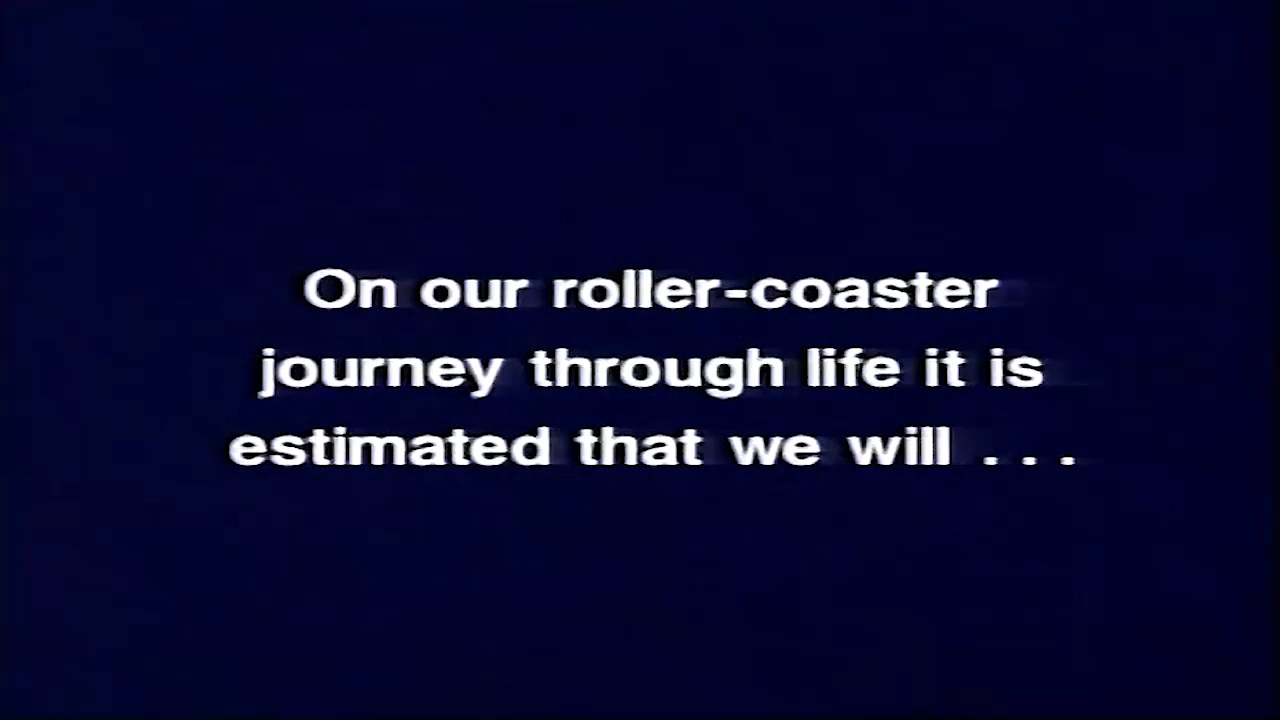 On our roller-coaster
journey through life it is
estimated that we will . . .